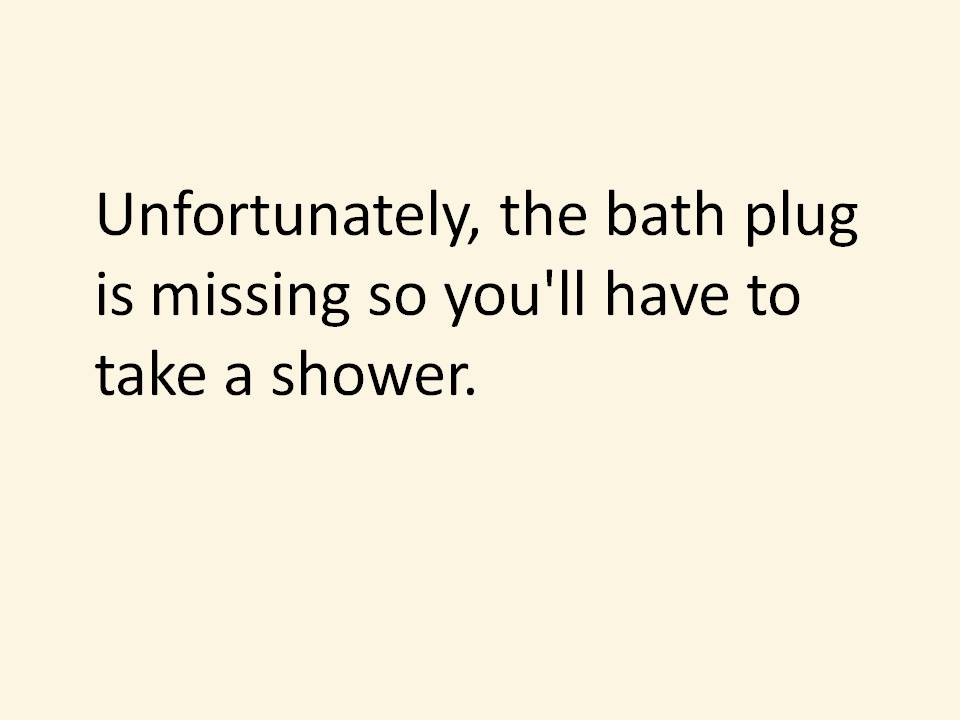 Unfortunately, the bath plug
is missing so you'll have to
take a shower.